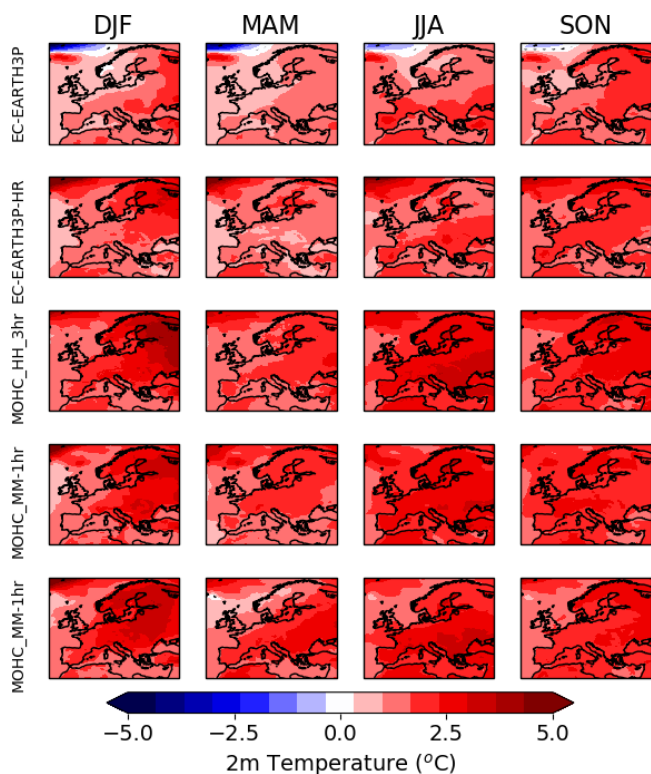 DJF MAM JJA SON
EC-EARTH3P
EC-EARTH3P-HR
MOHC_HH_3hr
MOHC_MM-1hr
MOHC_MM-1hr
−5.0 −2.5 0.0 2.5 5.0
2m Temperature (°C)